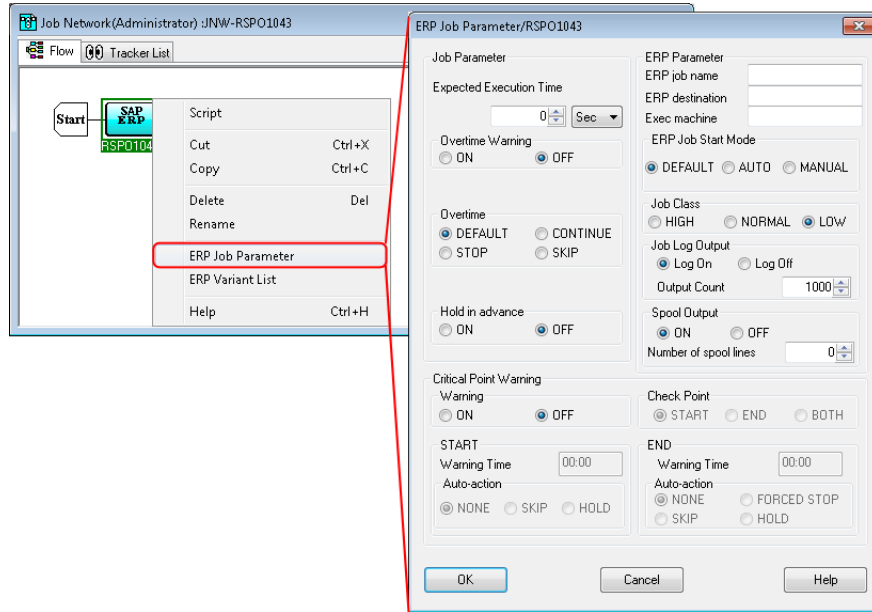 Job Network(Administrator) :JNW-RSPO1043
Flow Tracker List
Start
SAP
ERP
RSPO104
Script
Cut Ctrl+X
Copy Ctrl+C
Delete Del
Rename
ERP Job Parameter
ERP Variant List
Help Ctrl+H
ERP Job Parameter/RSPO1043
Job Parameter
Expected Execution Time
0 Sec
Overtime Warning
ON OFF
Overtime
DEFAULT CONTINUE
STOP SKIP
Hold in advance
ON OFF
ERP Parameter
ERP job name
ERP destination
Exec machine
ERP Job Start Mode
DEFAULT AUTO MANUAL
Job Class
HIGH NORMAL LOW
Job Log Output
Log On Log Off
Output Count 1000
Spool Output
ON OFF
Number of spool lines 0
Critical Point Warning
Warning
ON OFF
Check Point
START END BOTH
START
Warning Time 00:00
Auto-action
NONE SKIP HOLD
END
Warning Time 00:00
Auto-action
NONE FORCED STOP
SKIP HOLD
OK Cancel Help